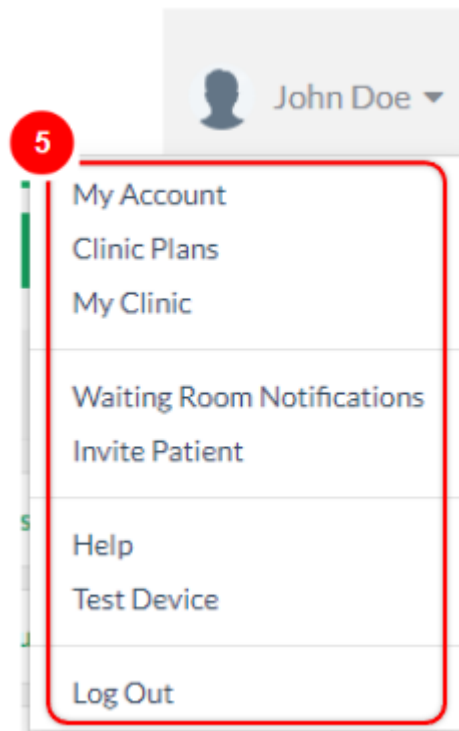 John Doe
5
My Account
Clinic Plans
My Clinic
Waiting Room Notifications
Invite Patient
Help
Test Device
Log Out